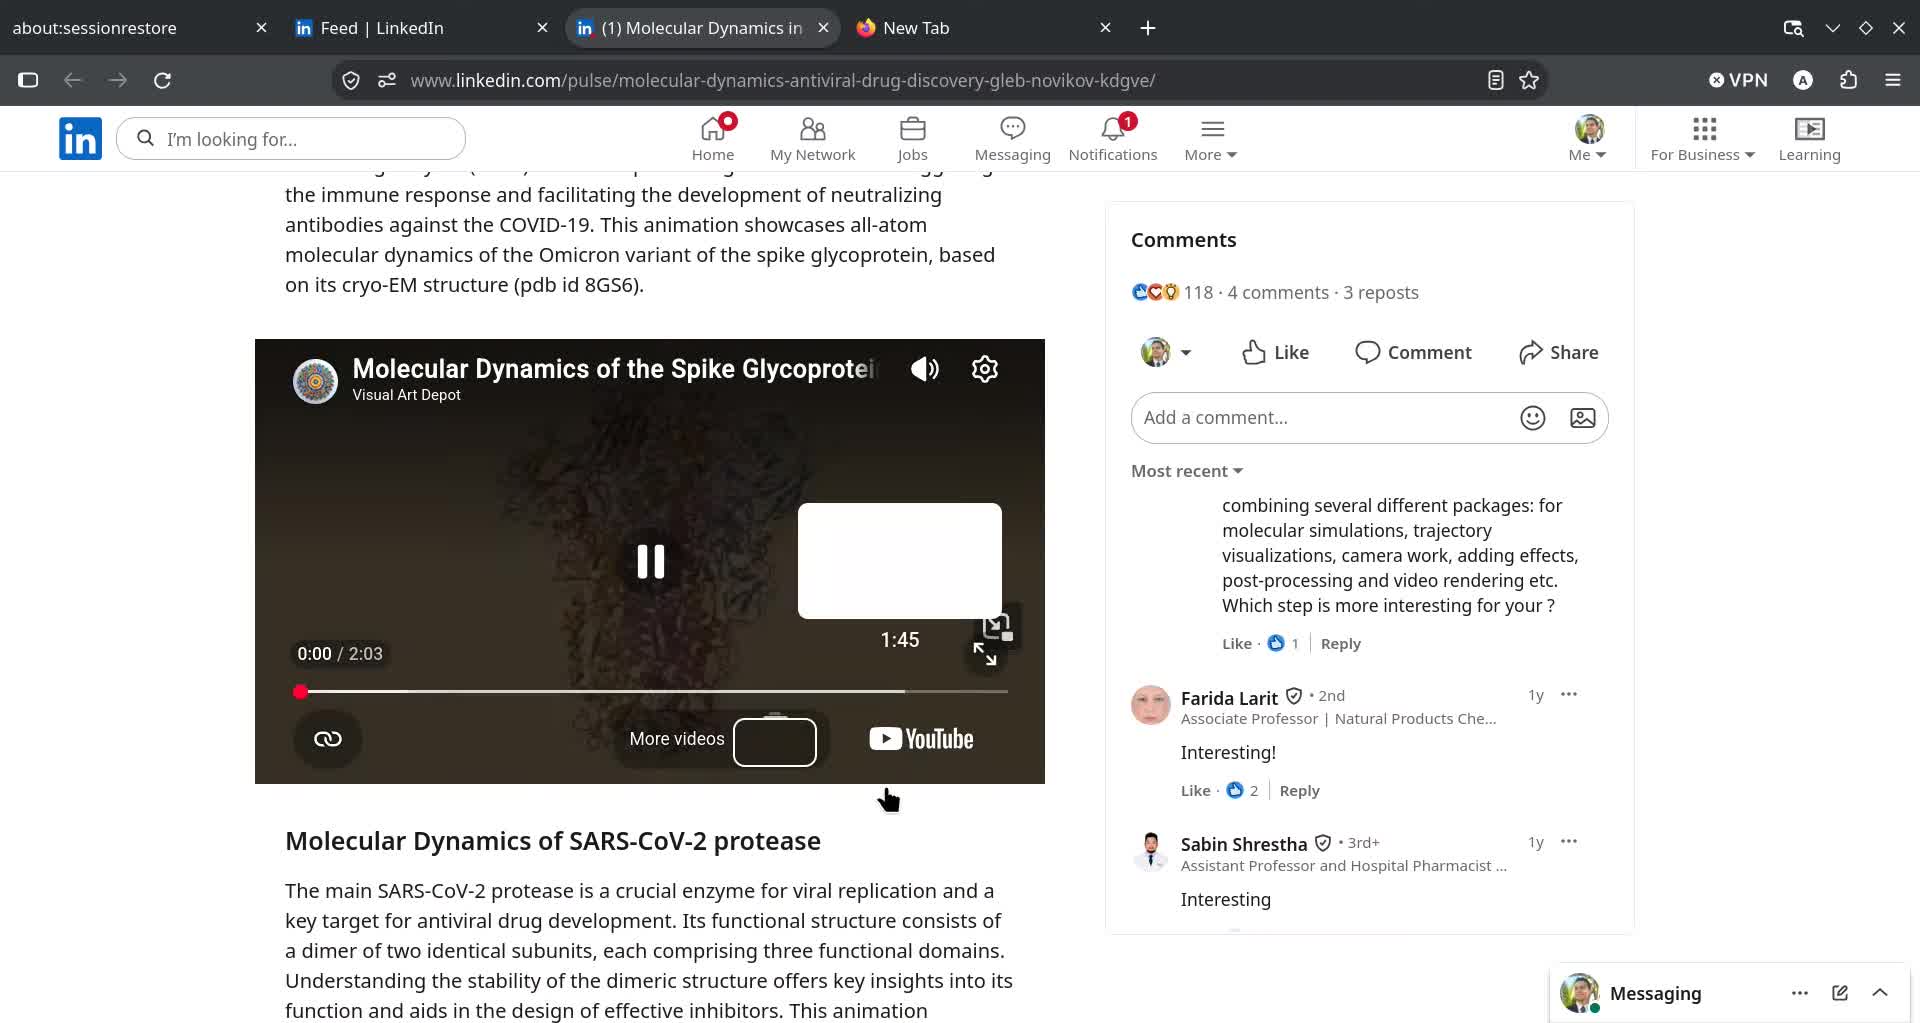 about:sessionrestore
Feed | LinkedIn
(1) Molecular Dynamics in
New Tab
www.linkedin.com/pulse/molecular-dynamics-antiviral-drug-discovery-gleb-novikov-kdgve/
VPN
A
in
I'm looking for...
Home
My Network
Jobs
Messaging
1
Notifications
More
Me
For Business
Learning
the immune response and facilitating the development of neutralizing
antibodies against the COVID-19. This animation showcases all-atom
molecular dynamics of the Omicron variant of the spike glycoprotein, based
on its cryo-EM structure (pdb id 8GS6).
Molecular Dynamics of the Spike Glycoprotei
Visual Art Depot
1:45
0:00 / 2:03
More videos
YouTube
Molecular Dynamics of SARS-CoV-2 protease
The main SARS-CoV-2 protease is a crucial enzyme for viral replication and a
key target for antiviral drug development. Its functional structure consists of
a dimer of two identical subunits, each comprising three functional domains.
Understanding the stability of the dimeric structure offers key insights into its
function and aids in the design of effective inhibitors. This animation
Comments
118 · 4 comments · 3 reposts
Like
Comment
Share
Add a comment...
Most recent
combining several different packages: for
molecular simulations, trajectory
visualizations, camera work, adding effects,
post-processing and video rendering etc.
Which step is more interesting for your ?
Like · 1 | Reply
Farida Larit • 2nd
1y
Associate Professor | Natural Products Che...
Interesting!
Like · 2 | Reply
Sabin Shrestha • 3rd+
1y
Assistant Professor and Hospital Pharmacist ...
Interesting
Messaging